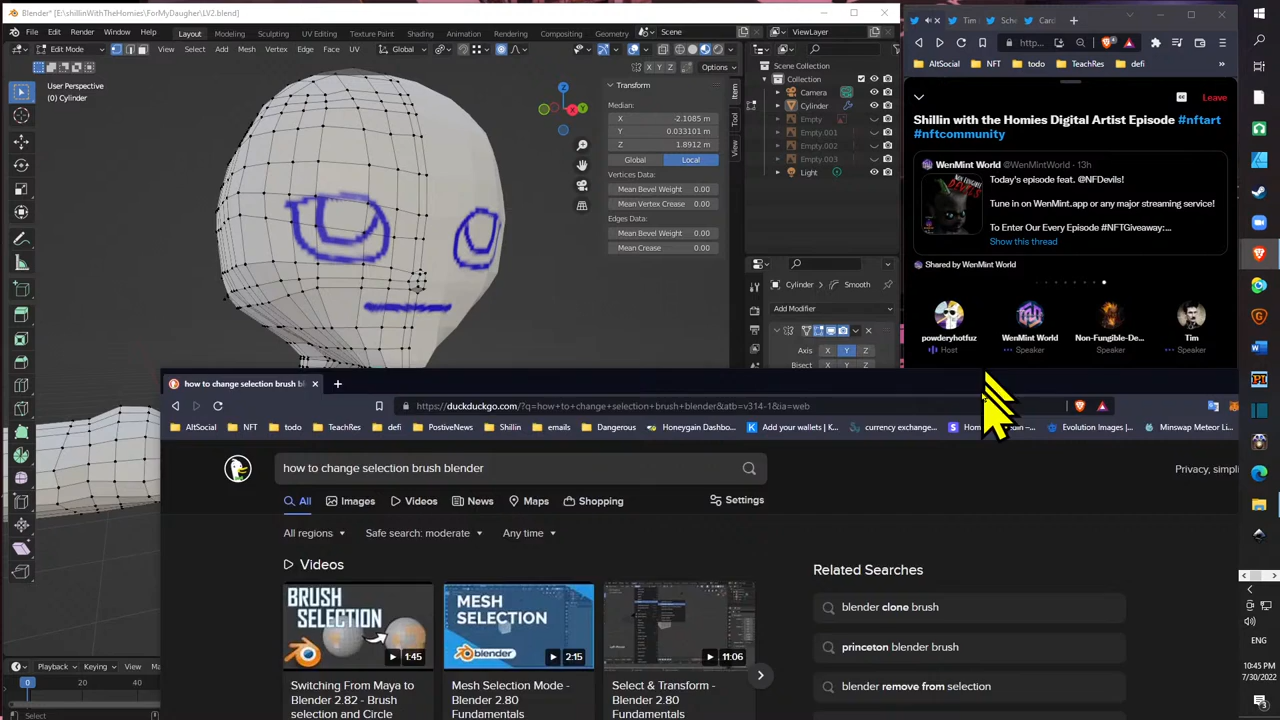 Blender* [E:\shillinWithTheHomies\ForMyDaugher\LV2.blend]
File Edit Render Window Help Layout Modeling Sculpting UV Editing Texture Paint Shading Animation Rendering Compositing Geometry
Scene ViewLayer
Edit Mode View Select Add Mesh Vertex Edge Face UV Global
X Y Z Options
User Perspective
(0) Cylinder
Transform
Median:
X -2.1085 m
Y 0.033101 m
Z 1.8912 m
Global Local
Vertices Data:
Mean Bevel Weight 0.00
Mean Vertex Crease 0.00
Edges Data:
Mean Bevel Weight 0.00
Mean Crease 0.00
Item
Tool
View
Scene Collection
Collection
Camera
Cylinder
Empty
Empty.001
Empty.002
Empty.003
Light
Cylinder Smooth
Add Modifier
Axis X Y Z
Bisect X Y Z
Tim Sche Card
http...
AltSocial NFT todo TeachRes defi
Leave
Shillin with the Homies Digital Artist Episode #nftart
#nftcommunity
WenMint World @WenMintWorld · 13h
Today's episode feat. @NFDevils!
Tune in on WenMint.app or any major streaming service!
To Enter Our Every Episode #NFTGiveaway:...
Show this thread
Shared by WenMint World
powderyhotfuz WenMint World Non-Fungible-De... Tim
Host Speaker Speaker Speaker
how to change selection brush bl
https://duckduckgo.com/?q=how+to+change+selection+brush+blender&atb=v314-1&ia=web
AltSocial NFT todo TeachRes defi PostiveNews Shillin emails Dangerous Honeygain Dashbo... Add your wallets | K... currency exchange... Evolution Images |... Minswap Meteor Li...
how to change selection brush blender
Privacy, simpli
All Images Videos News Maps Shopping Settings
All regions Safe search: moderate Any time
Videos
Related Searches
BRUSH
SELECTION
1:45
MESH
SELECTION
blender
2:15
11:06
Switching From Maya to
Blender 2.82 - Brush
selection and Circle
Mesh Selection Mode -
Blender 2.80
Fundamentals
Select & Transform -
Blender 2.80
Fundamentals
blender clone brush
princeton blender brush
blender remove from selection
Playback Keying View
0 20 40
Select
ENG
10:45 PM
7/30/2022